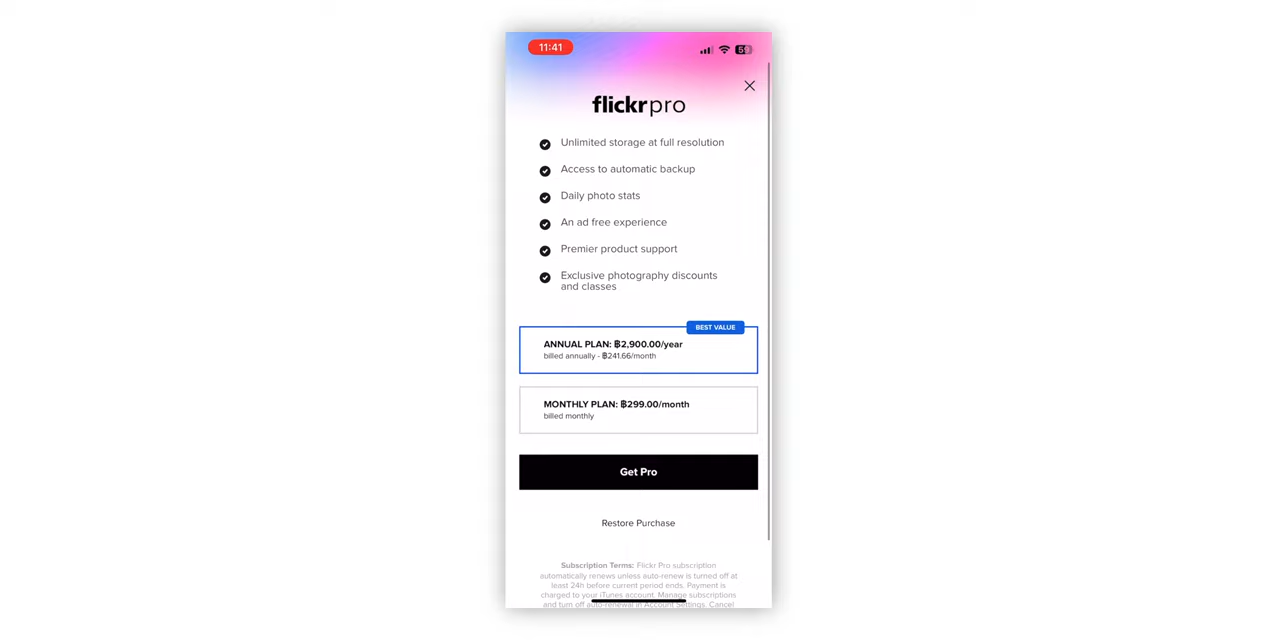 11:41
59
flickr pro
Unlimited storage at full resolution
Access to automatic backup
Daily photo stats
An ad free experience
Premier product support
Exclusive photography discounts
and classes
BEST VALUE
ANNUAL PLAN: ฿2,900.00/year
billed annually - ฿241.66/month
MONTHLY PLAN: ฿299.00/month
billed monthly
Get Pro
Restore Purchase
Subscription Terms: Flickr Pro subscription
automatically renews unless auto-renew is turned off at
least 24h before current period ends. Payment is
charged to your iTunes account. Manage subscriptions
and turn off auto-renewal in Account Settings. Cancel